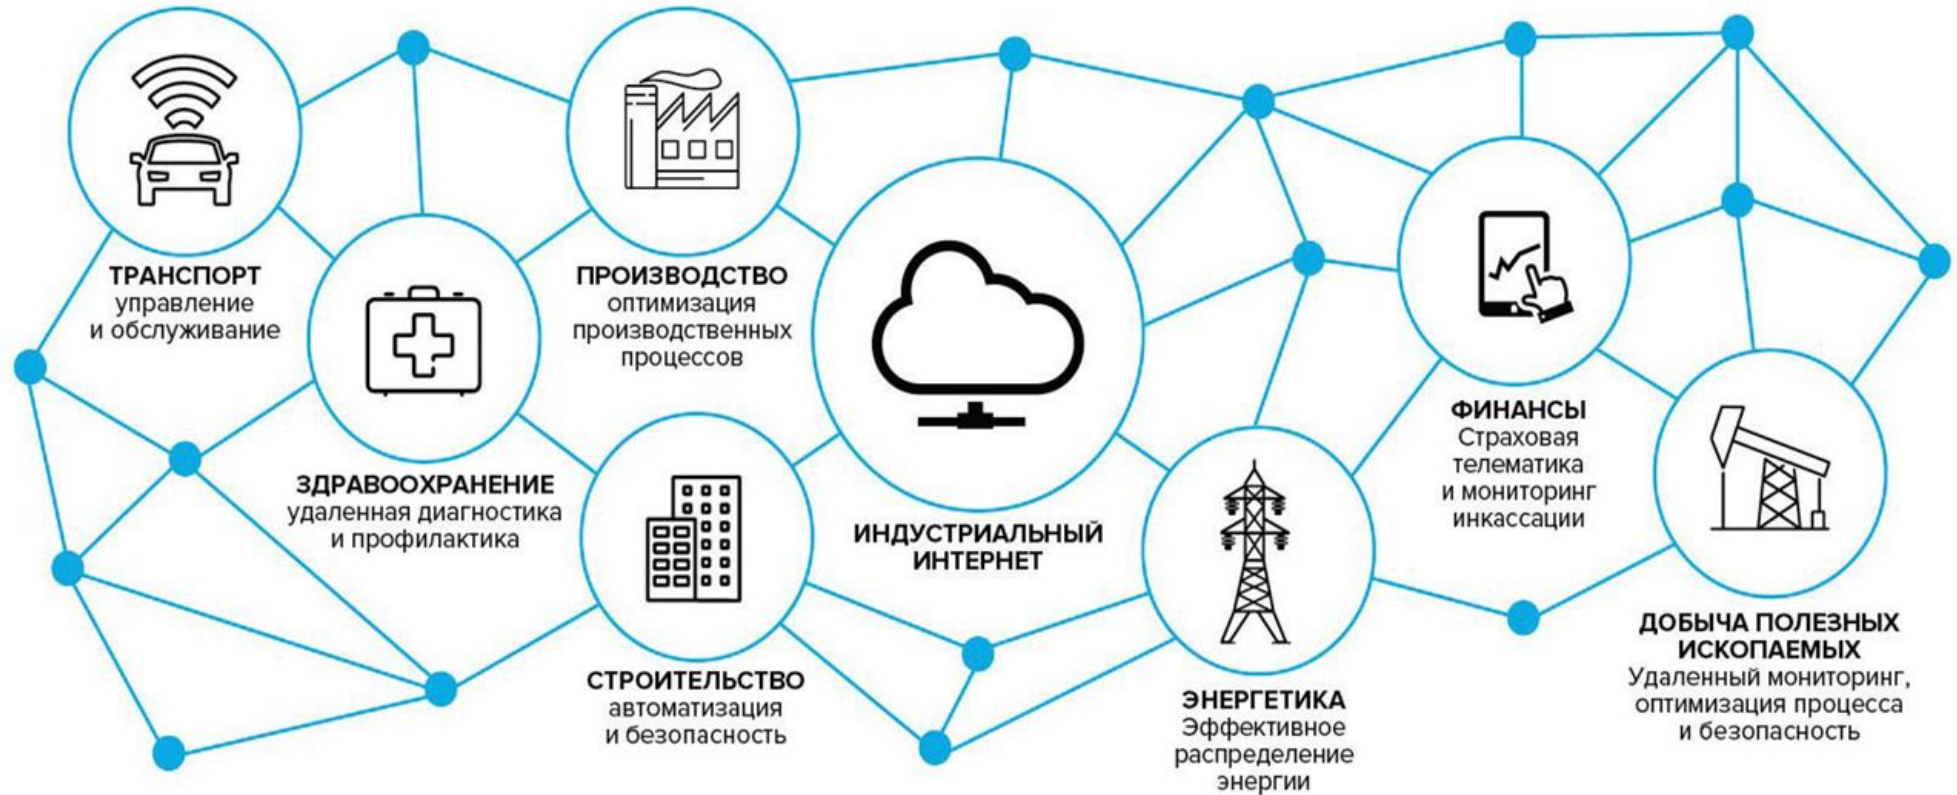 ТРАНСПОРТ
управление
и обслуживание
ЗДРАВООХРАНЕНИЕ
удаленная диагностика
и профилактика
ПРОИЗВОДСТВО
оптимизация
производственных
процессов
СТРОИТЕЛЬСТВО
автоматизация
и безопасность
ИНДУСТРИАЛЬНЫЙ
ИНТЕРНЕТ
ЭНЕРГЕТИКА
Эффективное
распределение
энергии
ФИНАНСЫ
Страховая
телематика
и мониторинг
инкассации
ДОБЫЧА ПОЛЕЗНЫХ
ИСКОПАЕМЫХ
Удаленный мониторинг,
оптимизация процесса
и безопасность